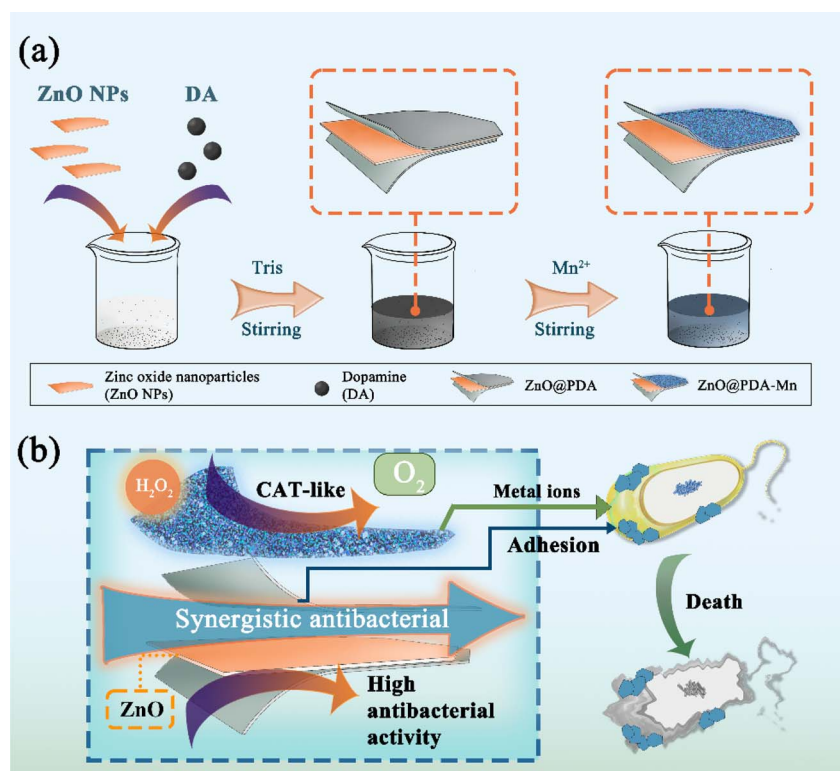 (a)
ZnO NPs
DA
Tris
Stirring
Mn²⁺
Stirring
Zinc oxide nanoparticles
(ZnO NPs)
Dopamine
(DA)
ZnO@PDA
ZnO@PDA-Mn
(b)
H₂O₂
CAT-like
O₂
Metal ions
Adhesion
Synergistic antibacterial
Death
ZnO
High
antibacterial
activity